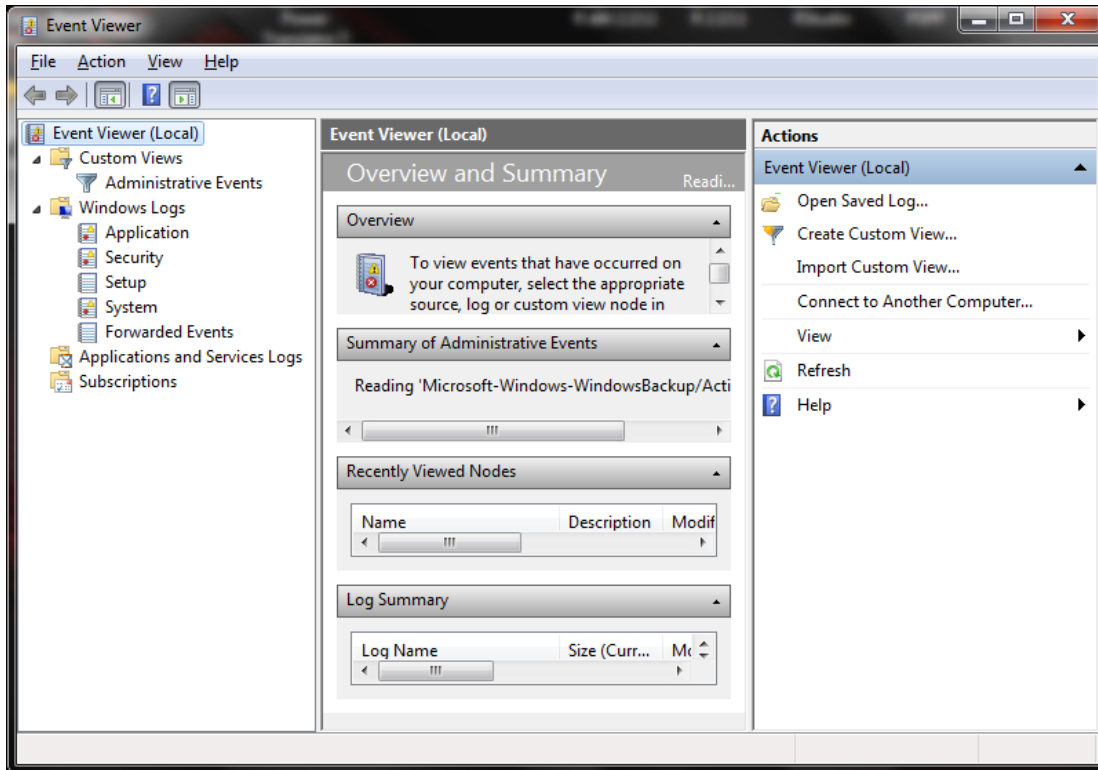 Event Viewer
File Action View Help
Event Viewer (Local)
Custom Views
Administrative Events
Windows Logs
Application
Security
Setup
System
Forwarded Events
Applications and Services Logs
Subscriptions
Event Viewer (Local)
Overview and Summary Readi...
Overview
To view events that have occurred on
your computer, select the appropriate
source, log or custom view node in
Summary of Administrative Events
Reading 'Microsoft-Windows-WindowsBackup/Acti
Recently Viewed Nodes
Name Description Modif
Log Summary
Log Name Size (Curr... Mo
Actions
Event Viewer (Local)
Open Saved Log...
Create Custom View...
Import Custom View...
Connect to Another Computer...
View
Refresh
Help